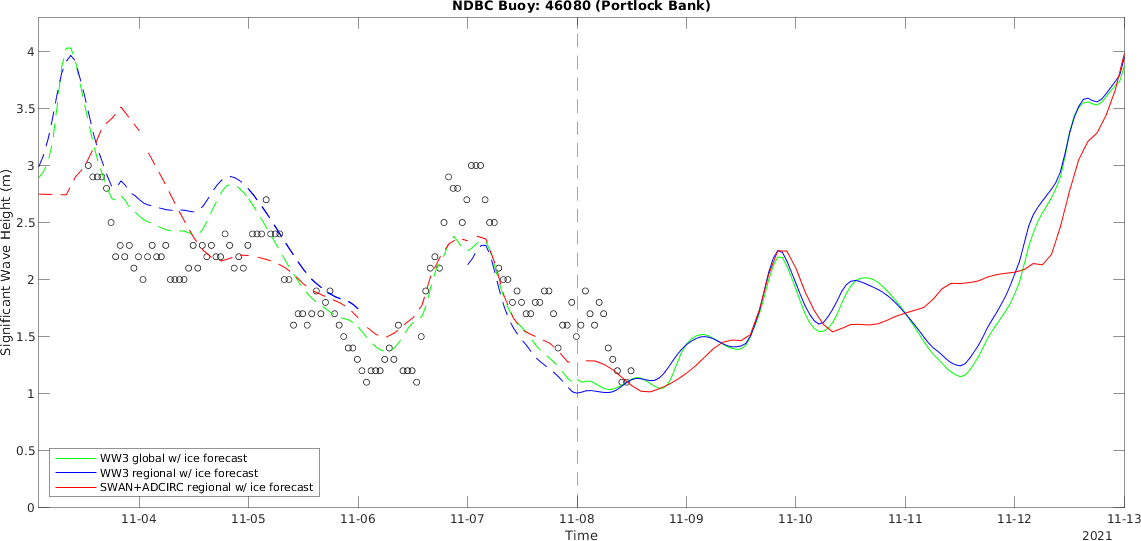 NDBC Buoy: 46080 (Portlock Bank)
Significant Wave Height (m)
4
3.5
3
2.5
2
1.5
1
0.5
0
WW3 global w/ ice forecast
WW3 regional w/ ice forecast
SWAN+ADCIRC regional w/ ice forecast
11-04 11-05 11-06 11-07 11-08 11-09 11-10 11-11 11-12 11-13
Time
2021